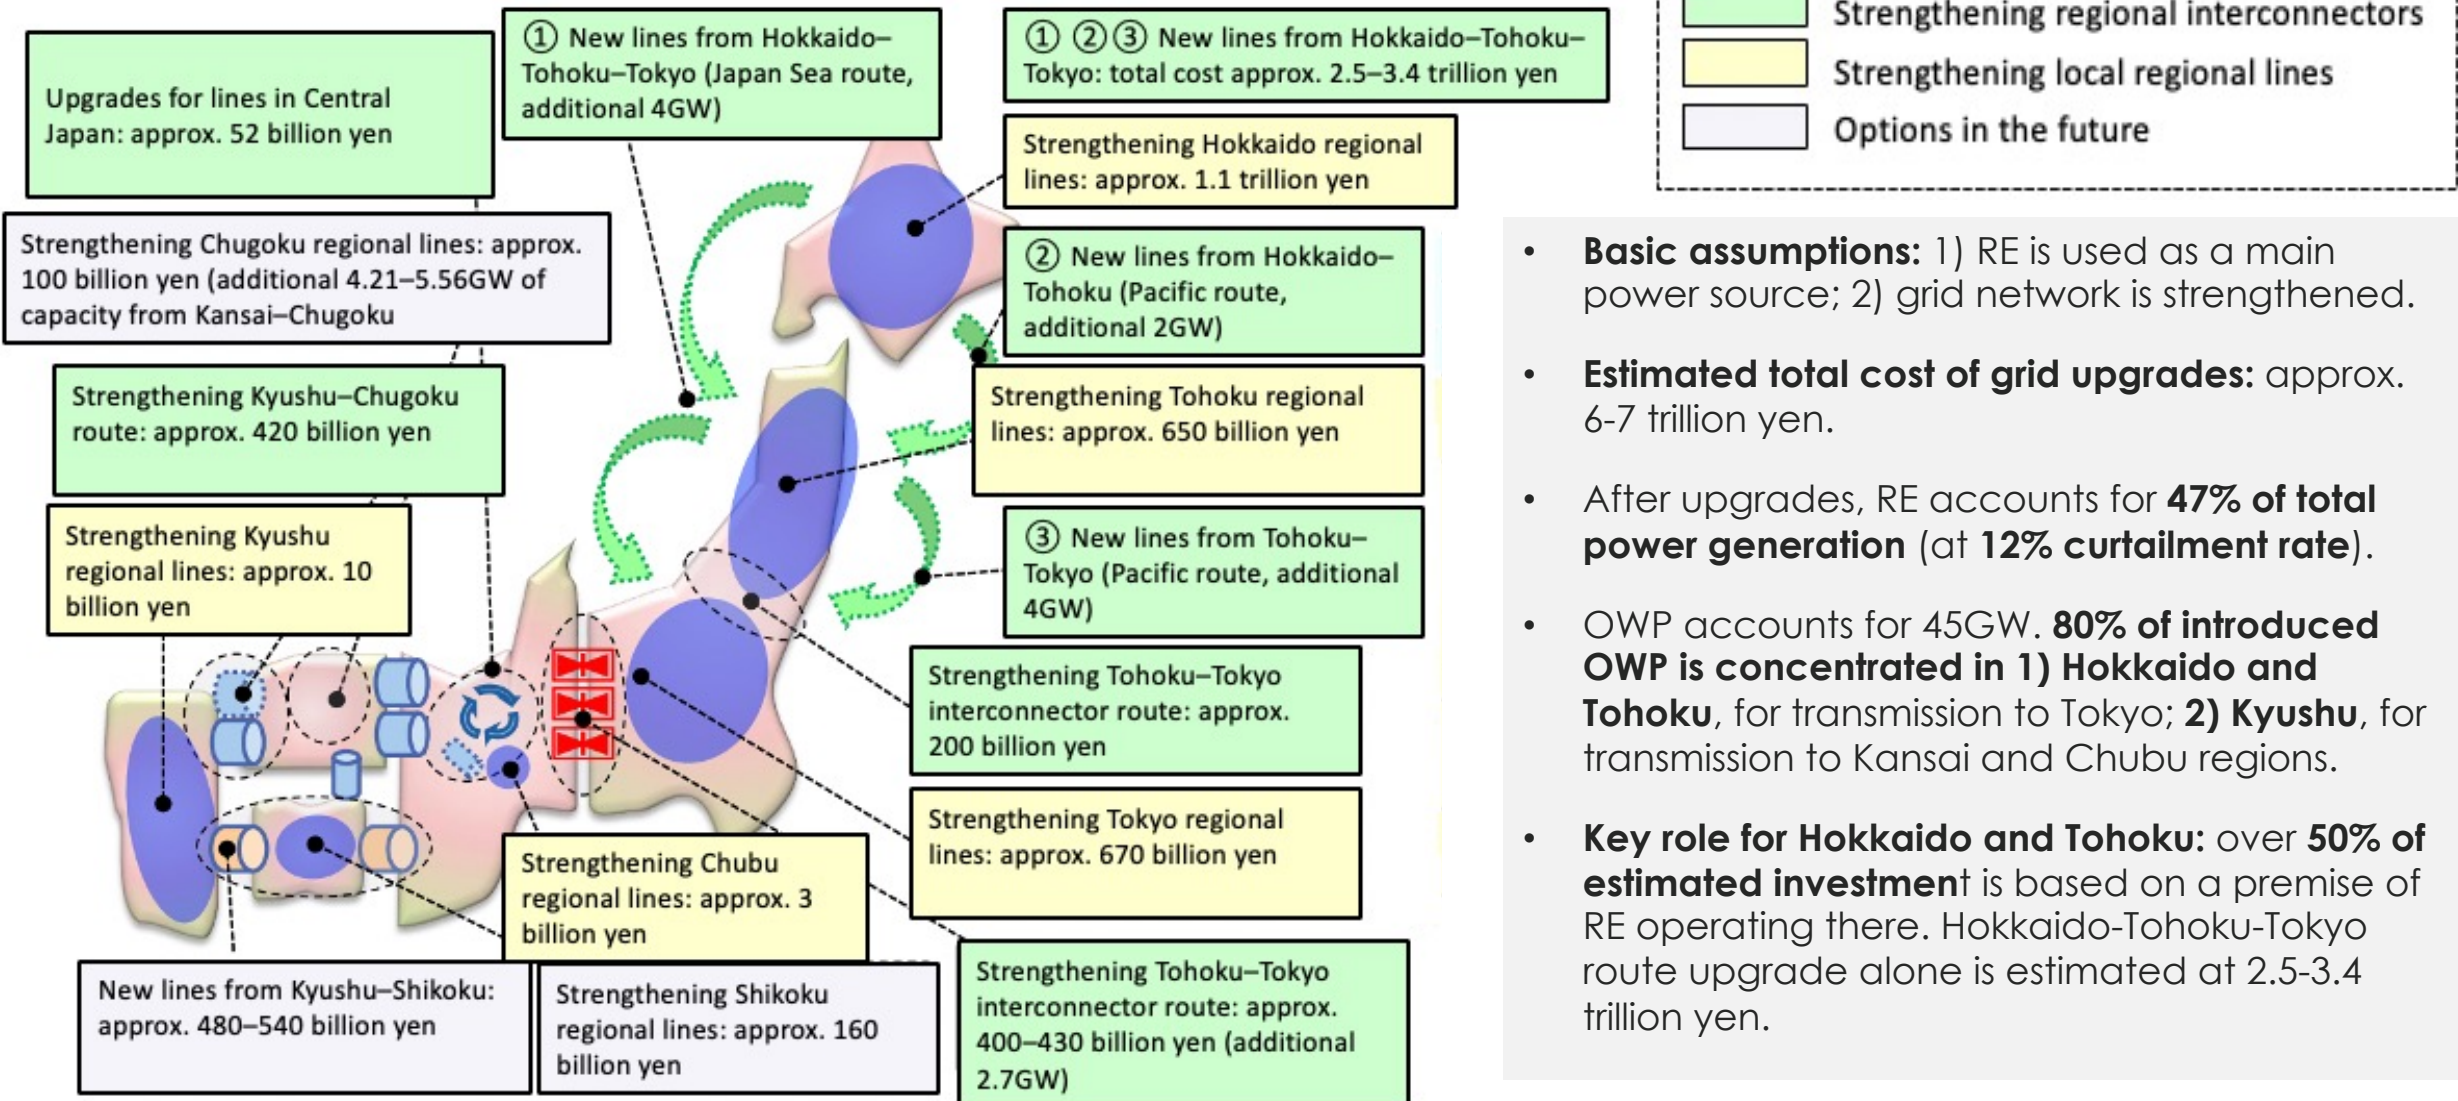 Upgrades for lines in Central
Japan: approx. 52 billion yen
① New lines from Hokkaido–
Tohoku–Tokyo (Japan Sea route,
additional 4GW)
① ②③ New lines from Hokkaido–Tohoku–
Tokyo: total cost approx. 2.5–3.4 trillion yen
Strengthening regional interconnectors
Strengthening local regional lines
Options in the future
Strengthening Hokkaido regional
lines: approx. 1.1 trillion yen
Strengthening Chugoku regional lines: approx.
100 billion yen (additional 4.21–5.56GW of
capacity from Kansai–Chugoku
② New lines from Hokkaido–
Tohoku (Pacific route,
additional 2GW)
Strengthening Kyushu–Chugoku
route: approx. 420 billion yen
Strengthening Tohoku regional
lines: approx. 650 billion yen
Strengthening Kyushu
regional lines: approx. 10
billion yen
③ New lines from Tohoku–
Tokyo (Pacific route, additional
4GW)
Strengthening Tohoku–Tokyo
interconnector route: approx.
200 billion yen
Strengthening Tokyo regional
lines: approx. 670 billion yen
Strengthening Chubu
regional lines: approx. 3
billion yen
New lines from Kyushu–Shikoku:
approx. 480–540 billion yen
Strengthening Shikoku
regional lines: approx. 160
billion yen
Strengthening Tohoku–Tokyo
interconnector route: approx.
400–430 billion yen (additional
2.7GW)
• Basic assumptions: 1) RE is used as a main
power source; 2) grid network is strengthened.
• Estimated total cost of grid upgrades: approx.
6-7 trillion yen.
• After upgrades, RE accounts for 47% of total
power generation (at 12% curtailment rate).
• OWP accounts for 45GW. 80% of introduced
OWP is concentrated in 1) Hokkaido and
Tohoku, for transmission to Tokyo; 2) Kyushu, for
transmission to Kansai and Chubu regions.
• Key role for Hokkaido and Tohoku: over 50% of
estimated investment is based on a premise of
RE operating there. Hokkaido-Tohoku-Tokyo
route upgrade alone is estimated at 2.5-3.4
trillion yen.